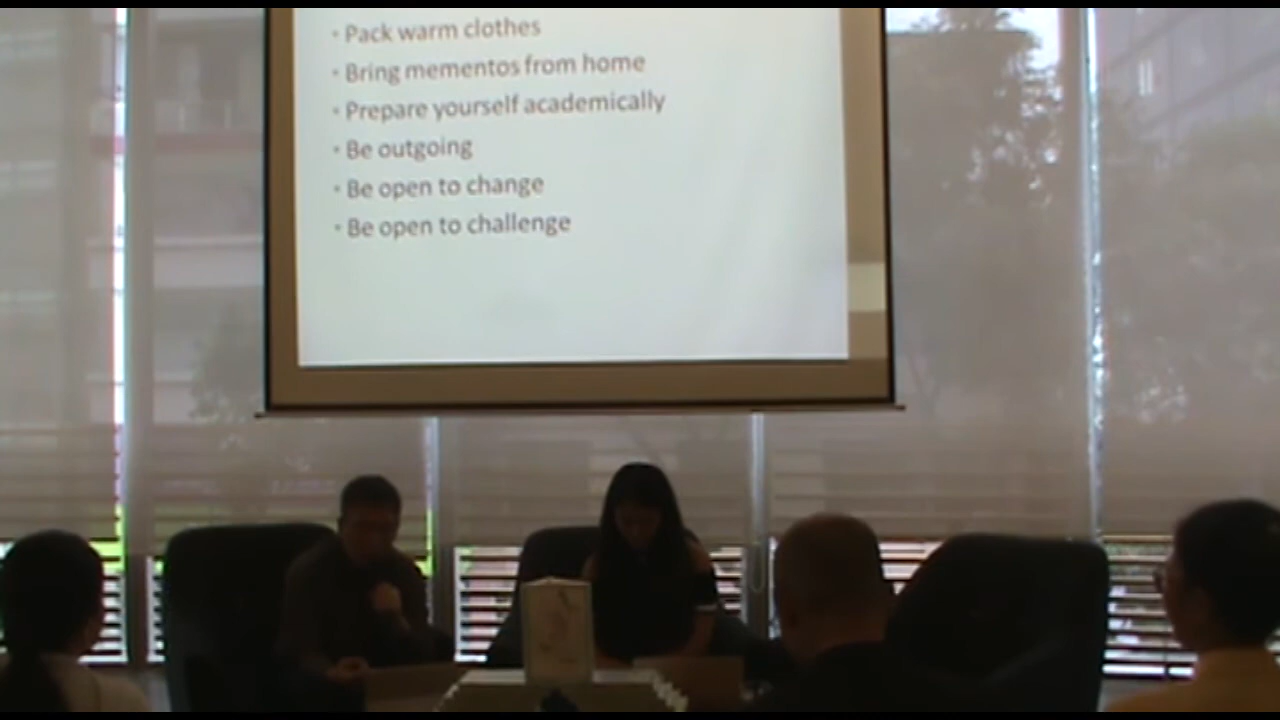 • Pack warm clothes
• Bring mementos from home
• Prepare yourself academically
• Be outgoing
• Be open to change
• Be open to challenge